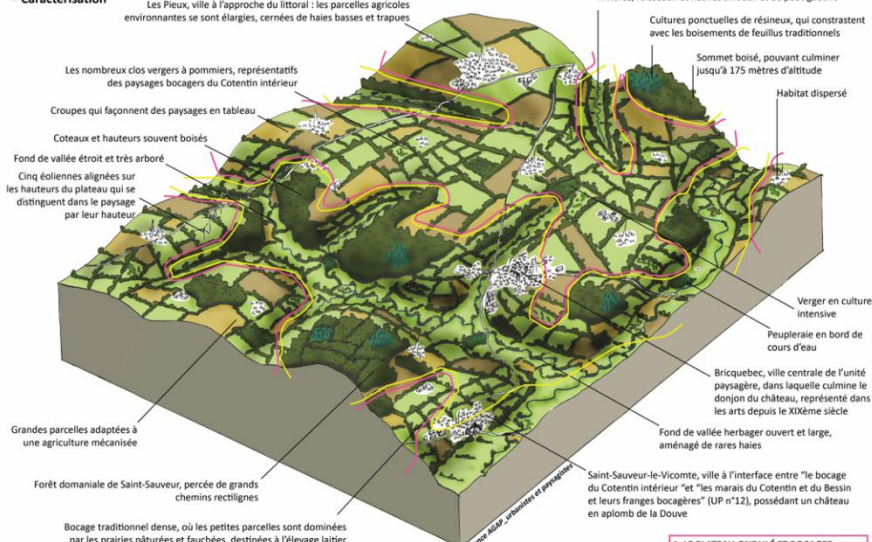 Caractérisation
Les Pieux, ville à l'approche du littoral : les parcelles agricoles
environnantes se sont élargies, cernées de haies basses et trapues
Cultures ponctuelles de résineux, qui constrastent
avec les boisements de feuillus traditionnels
Sommet boisé, pouvant culminer
jusqu'à 175 mètres d'altitude
Habitat dispersé
Les nombreux clos vergers à pommiers, représentatifs
des paysages bocagers du Cotentin intérieur
Croupes qui façonnent des paysages en tableau
Coteaux et hauteurs souvent boisés
Fond de vallée étroit et très arboré
Cinq éoliennes alignées sur
les hauteurs du plateau qui se
distinguent dans le paysage
par leur hauteur
Verger en culture
intensive
Peupleraie en bord de
cours d'eau
Bricquebec, ville centrale de l'unité
paysagère, dans laquelle culmine le
donjon du château, représenté dans
les arts depuis le XIXème siècle
Grandes parcelles adaptées à
une agriculture mécanisée
Fond de vallée herbager ouvert et large,
aménagé de rares haies
Forêt domaniale de Saint-Sauveur, percée de grands
chemins rectilignes
Saint-Sauveur-le-Vicomte, ville à l'interface entre "le bocage
du Cotentin intérieur "et "les marais du Cotentin et du Bessin
et leurs franges bocagères" (UP n°12), possédant un château
en aplomb de la Douve
AGAP_urbanistes et paysagistes
Bocage traditionnel dense, où les petites parcelles sont dominées
par les prairies pâturées et fauchées, destinées à l'élevage laitier